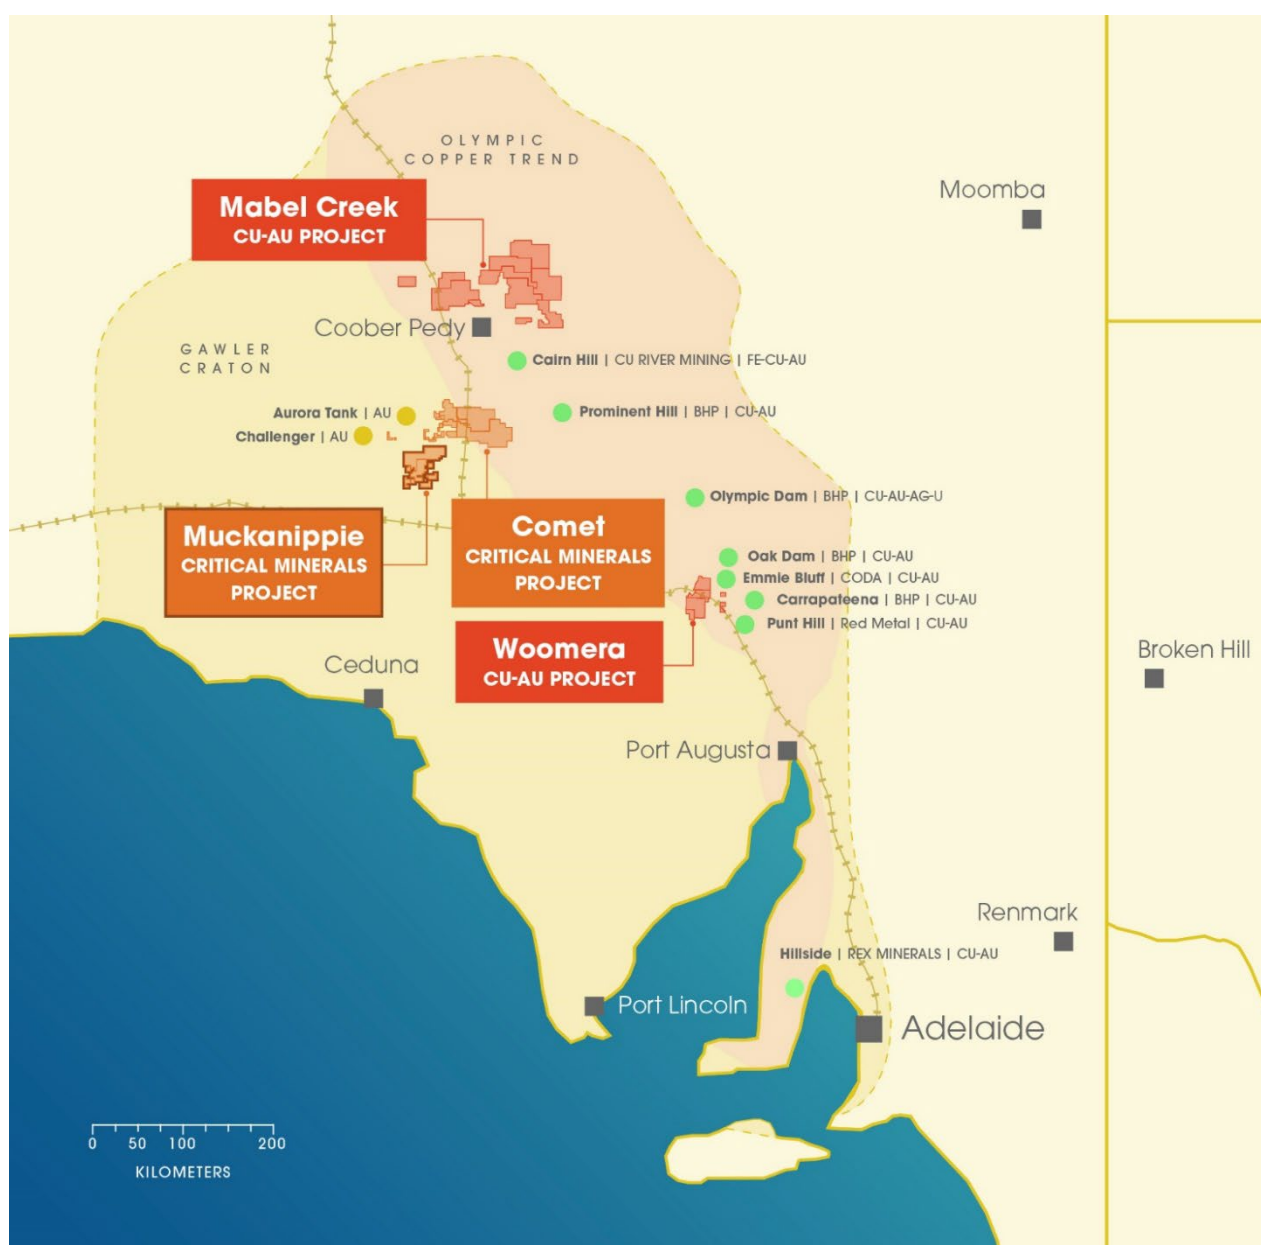 OLYMPIC
COPPER TREND
Moomba
Mabel Creek
CU-AU PROJECT
Coober Pedy
GAWLER
CRATON
Cairn Hill | CU RIVER MINING | FE-CU-AU
Aurora Tank | AU
Prominent Hill | BHP | CU-AU
Challenger | AU
Olympic Dam | BHP | CU-AU-AG-U
Muckanippie
CRITICAL MINERALS
PROJECT
Comet
CRITICAL MINERALS
PROJECT
Oak Dam | BHP | CU-AU
Emmie Bluff | CODA | CU-AU
Carrapateena | BHP | CU-AU
Punt Hill | Red Metal | CU-AU
Woomera
CU-AU PROJECT
Broken Hill
Ceduna
Port Augusta
Renmark
Hillside | REX MINERALS | CU-AU
Port Lincoln
Adelaide
0 50 100 200
KILOMETERS